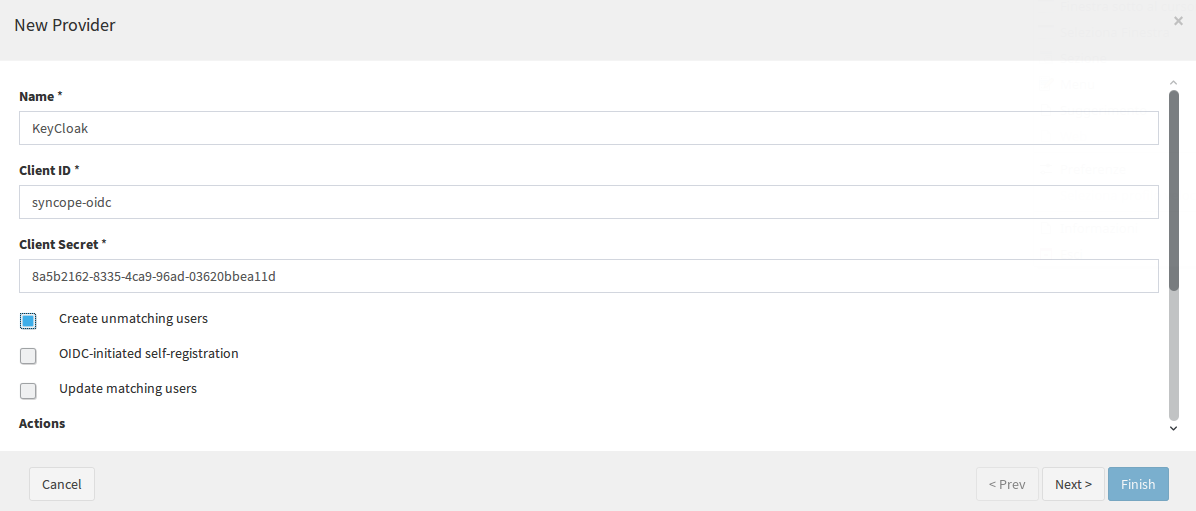 New Provider
×
Name *
KeyCloak
Client ID *
syncope-oidc
Client Secret *
8a5b2162-8335-4ca9-96ad-03620bbea11d
Create unmatching users
OIDC-initiated self-registration
Update matching users
Actions
Cancel
< Prev
Next >
Finish